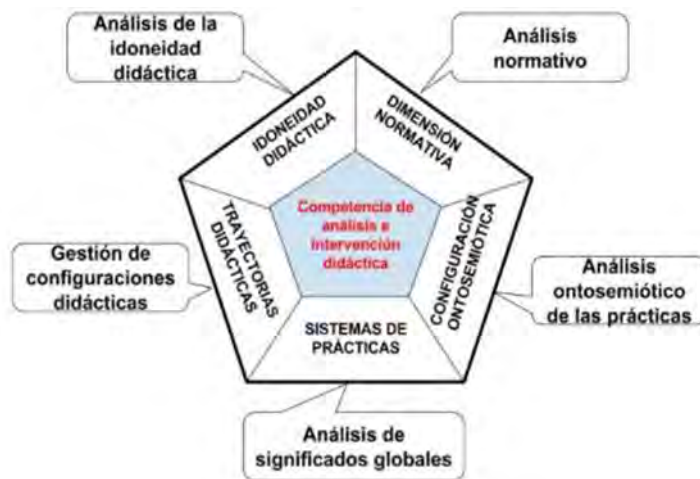 Análisis de la
idoneidad
didáctica
Análisis
normativo
IDONEIDAD
DIDÁCTICA
DIMENSIÓN
NORMATIVA
Competencia de
análisis e
intervención
didáctica
TRAYECTORIAS
DIDÁCTICAS
CONFIGURACIÓN
ONTOSEMIÓTICA
Gestión de
configuraciones
didácticas
Análisis
ontosemiótico
de las prácticas
SISTEMAS DE
PRÁCTICAS
Análisis de
significados globales